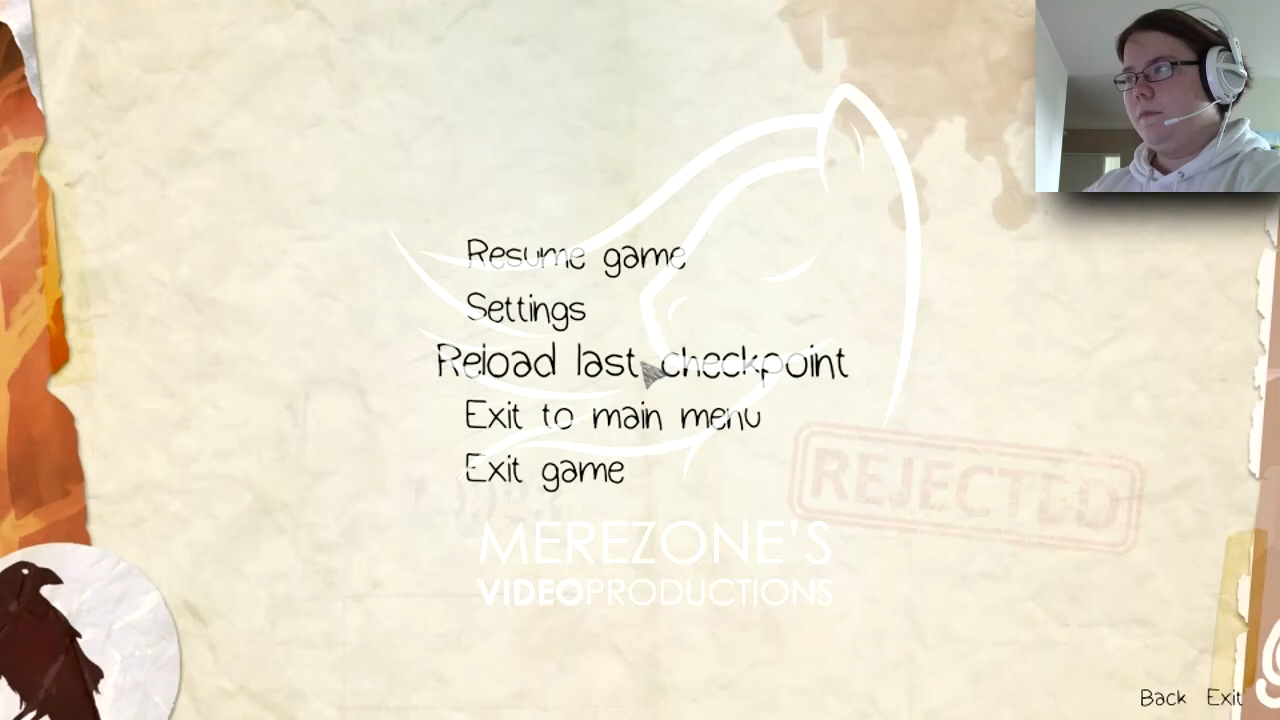 Resume game
Settings
Reload last checkpoint
Exit to main menu
Exit game
REJECTED
MEREZONE'S
VIDEOPRODUCTIONS
Back Exit